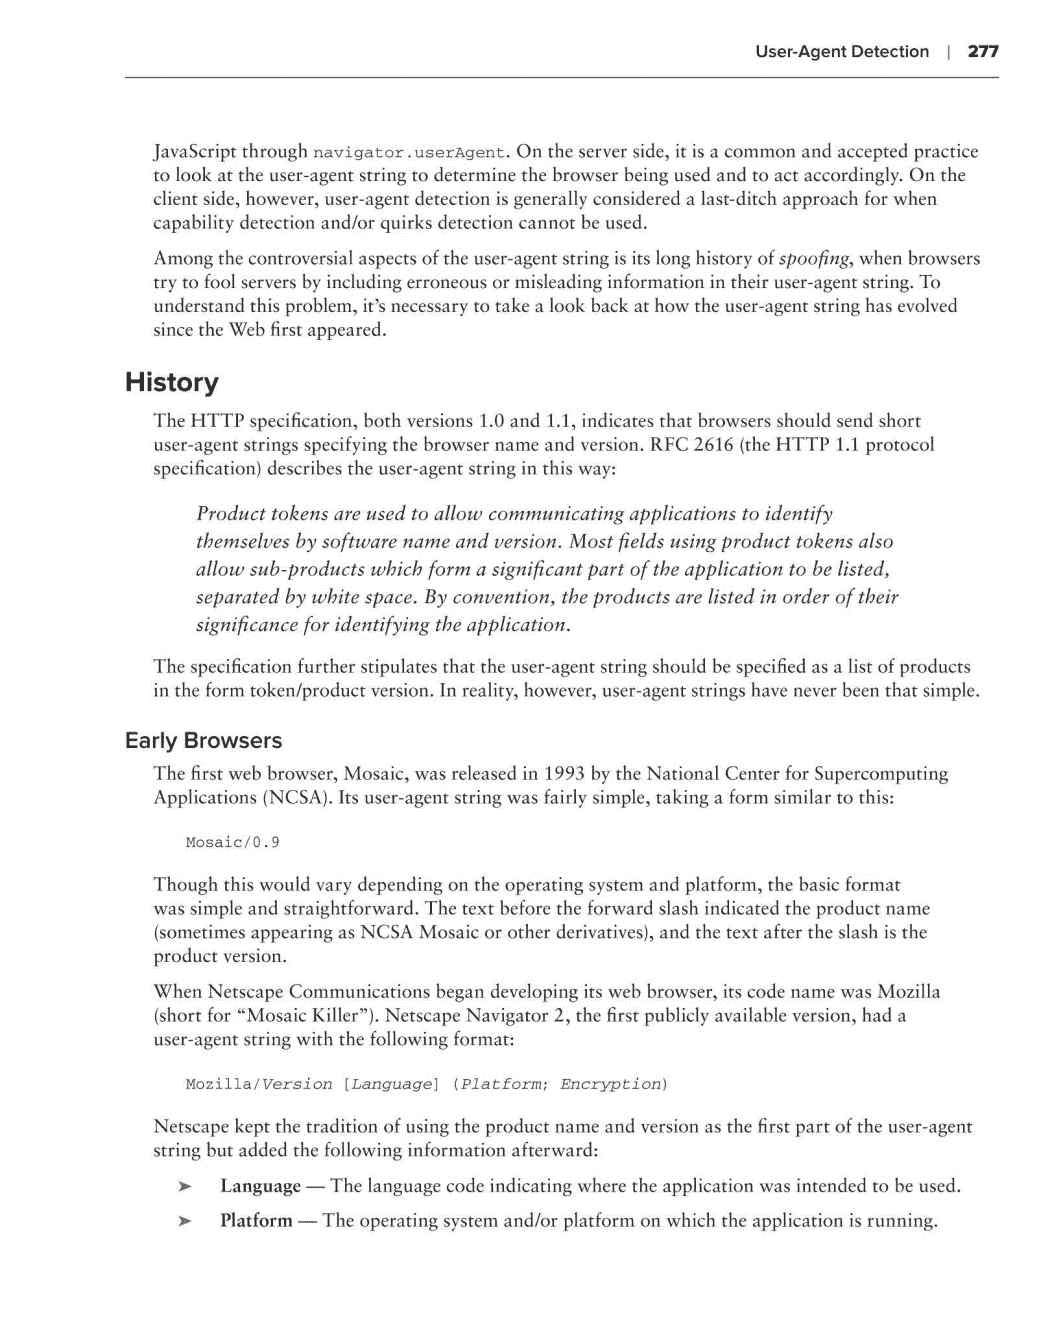 User-Agent Detection | 277
JavaScript through navigator.userAgent. On the server side, it is a common and accepted practice
to look at the user-agent string to determine the browser being used and to act accordingly. On the
client side, however, user-agent detection is generally considered a last-ditch approach for when
capability detection and/or quirks detection cannot be used.
Among the controversial aspects of the user-agent string is its long history of spoofing, when browsers
try to fool servers by including erroneous or misleading information in their user-agent string. To
understand this problem, it’s necessary to take a look back at how the user-agent string has evolved
since the Web first appeared.
History
The HTTP specification, both versions 1.0 and 1.1, indicates that browsers should send short
user-agent strings specifying the browser name and version. RFC 2616 (the HTTP 1.1 protocol
specification) describes the user-agent string in this way:
Product tokens are used to allow communicating applications to identify
themselves by software name and version. Most fields using product tokens also
allow sub-products which form a significant part of the application to be listed,
separated by white space. By convention, the products are listed in order of their
significance for identifying the application.
The specification further stipulates that the user-agent string should be specified as a list of products
in the form token/product version. In reality, however, user-agent strings have never been that simple.
Early Browsers
The first web browser, Mosaic, was released in 1993 by the National Center for Supercomputing
Applications (NCSA). Its user-agent string was fairly simple, taking a form similar to this:
Mosaic/0.9
Though this would vary depending on the operating system and platform, the basic format
was simple and straightforward. The text before the forward slash indicated the product name
(sometimes appearing as NCSA Mosaic or other derivatives), and the text after the slash is the
product version.
When Netscape Communications began developing its web browser, its code name was Mozilla
(short for “Mosaic Killer”). Netscape Navigator 2, the first publicly available version, had a
user-agent string with the following format:
Mozilla/Version [Language] (Platform; Encryption)
Netscape kept the tradition of using the product name and version as the first part of the user-agent
string but added the following information afterward:
➤ Language — The language code indicating where the application was intended to be used.
➤ Platform — The operating system and/or platform on which the application is running.